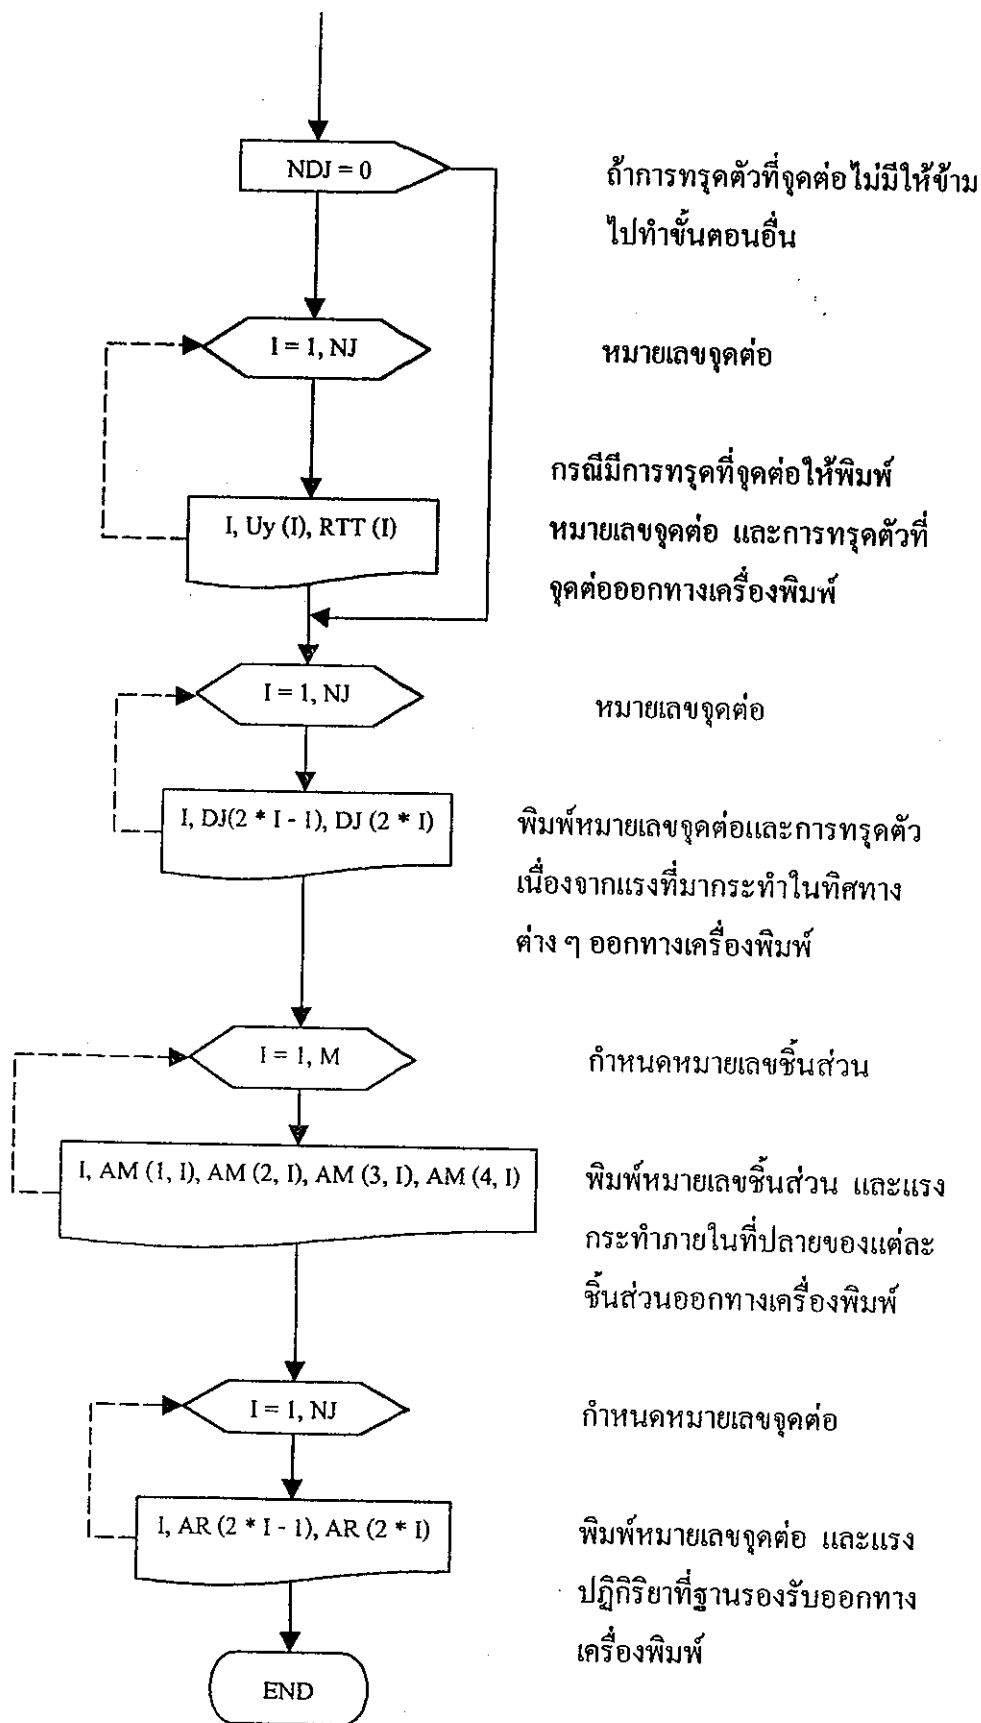 NDJ = 0
ถ้าการทรุดตัวที่จุดต่อไม่มีให้ข้าม
ไปทำขั้นตอนอื่น
I = 1, NJ
หมายเลขจุดต่อ
กรณีมีการทรุดที่จุดต่อให้พิมพ์
I, Uy (I), RTT (I)
หมายเลขจุดต่อ และการทรุดตัวที่
จุดต่อออกทางเครื่องพิมพ์
I = 1, NJ
หมายเลขจุดต่อ
I, DJ(2 * I - 1), DJ (2 * I)
พิมพ์หมายเลขจุดต่อและการทรุดตัว
เนื่องจากแรงที่มากระทำในทิศทาง
ต่าง ๆ ออกทางเครื่องพิมพ์
I = 1, M
กำหนดหมายเลขชิ้นส่วน
I, AM (1, I), AM (2, I), AM (3, I), AM (4, I)
พิมพ์หมายเลขชิ้นส่วน และแรง
กระทำภายในที่ปลายของแต่ละ
ชิ้นส่วนออกทางเครื่องพิมพ์
I = 1, NJ
กำหนดหมายเลขจุดต่อ
I, AR (2 * I - 1), AR (2 * I)
พิมพ์หมายเลขจุดต่อ และแรง
ปฏิกิริยาที่ฐานรองรับออกทาง
เครื่องพิมพ์
END